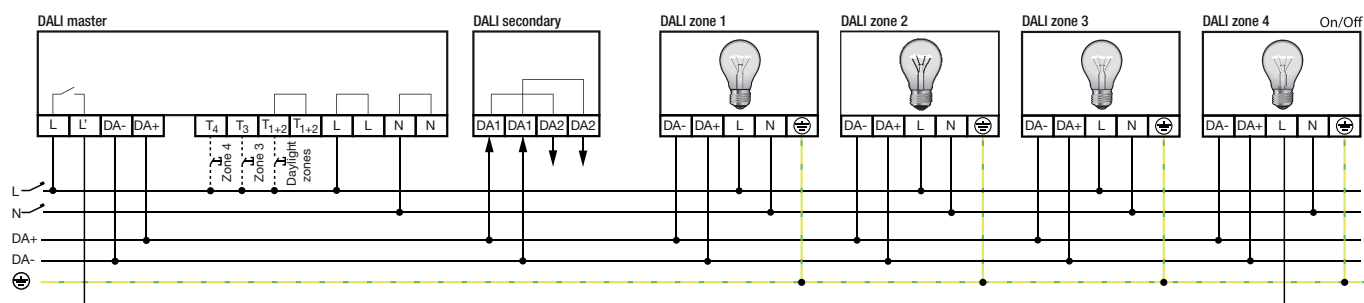 DALI master DALI secondary DALI zone 1 DALI zone 2 DALI zone 3 DALI zone 4 On/Off
L L' DA- DA+ T4 T3 T1+2 T1+2 L L N N DA1 DA1 DA2 DA2 DA- DA+ L N DA- DA+ L N DA- DA+ L N DA- DA+ L N
Zone 4
Zone 3
Daylight
zones
L
N
DA+
DA-